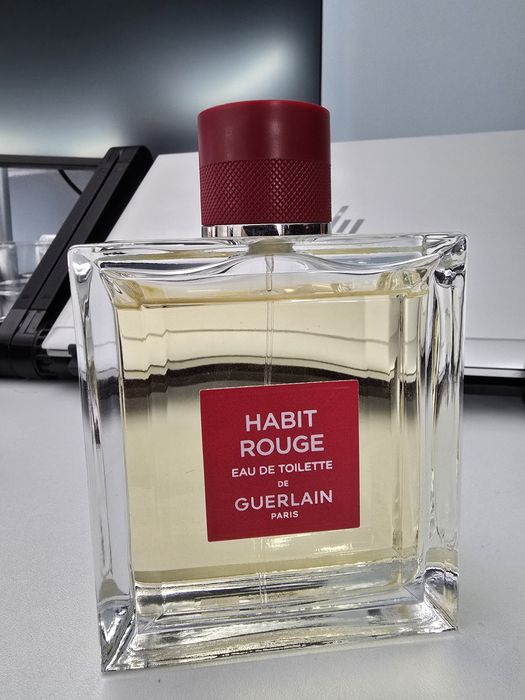 HABIT
ROUGE
EAU DE TOILETTE
DE
GUERLAIN
PARIS